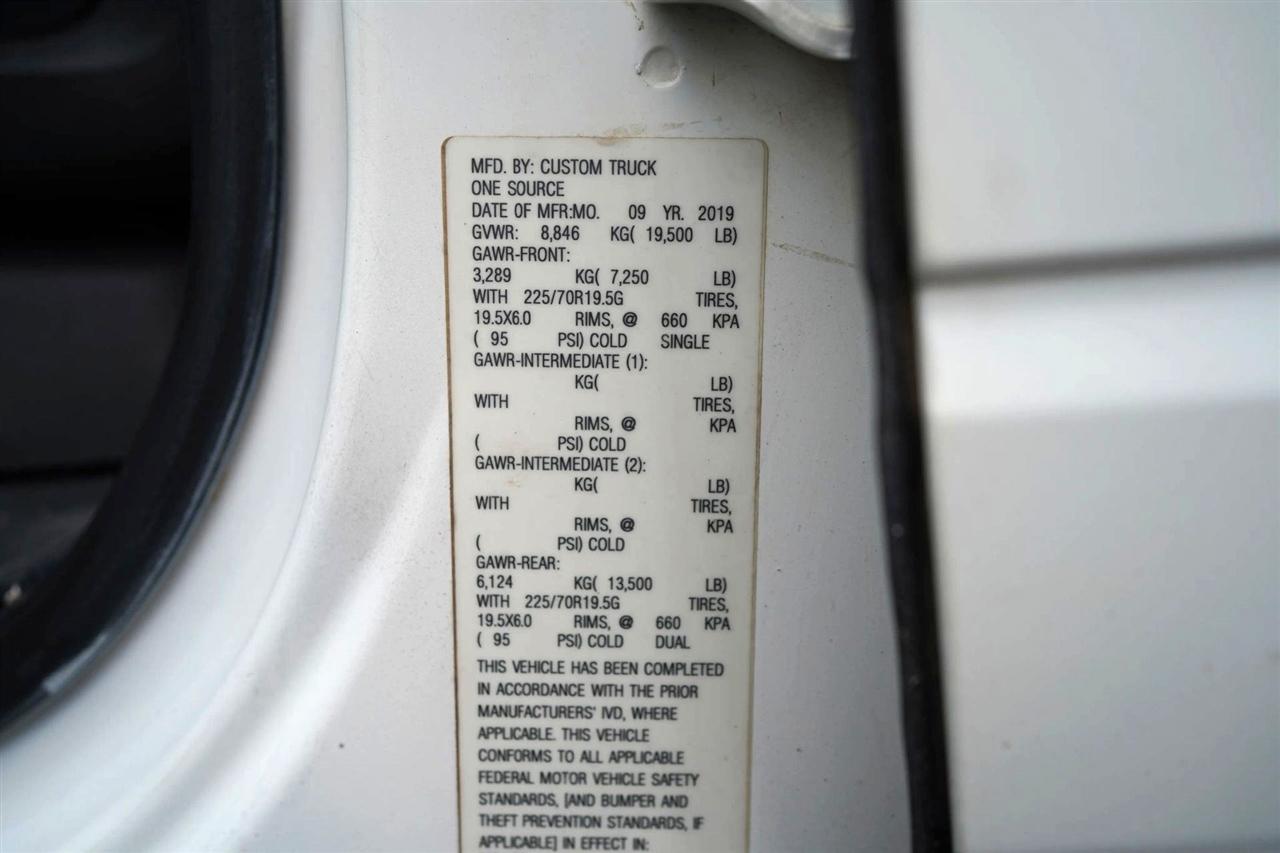 MFD. BY: CUSTOM TRUCK
ONE SOURCE
DATE OF MFR:MO. 09 YR. 2019
GVWR: 8,846 KG( 19,500 LB)
GAWR-FRONT:
3,289 KG( 7,250 LB)
WITH 225/70R19.5G TIRES,
19.5X6.0 RIMS, @ 660 KPA
( 95 PSI) COLD SINGLE
GAWR-INTERMEDIATE (1):
KG( LB)
WITH TIRES,
RIMS, @ KPA
( PSI) COLD
GAWR-INTERMEDIATE (2):
KG( LB)
WITH TIRES,
RIMS, @ KPA
( PSI) COLD
GAWR-REAR:
6,124 KG( 13,500 LB)
WITH 225/70R19.5G TIRES,
19.5X6.0 RIMS, @ 660 KPA
( 95 PSI) COLD DUAL
THIS VEHICLE HAS BEEN COMPLETED
IN ACCORDANCE WITH THE PRIOR
MANUFACTURERS' IVD, WHERE
APPLICABLE. THIS VEHICLE
CONFORMS TO ALL APPLICABLE
FEDERAL MOTOR VEHICLE SAFETY
STANDARDS, [AND BUMPER AND
THEFT PREVENTION STANDARDS, IF
APPLICABLE] IN EFFECT IN: